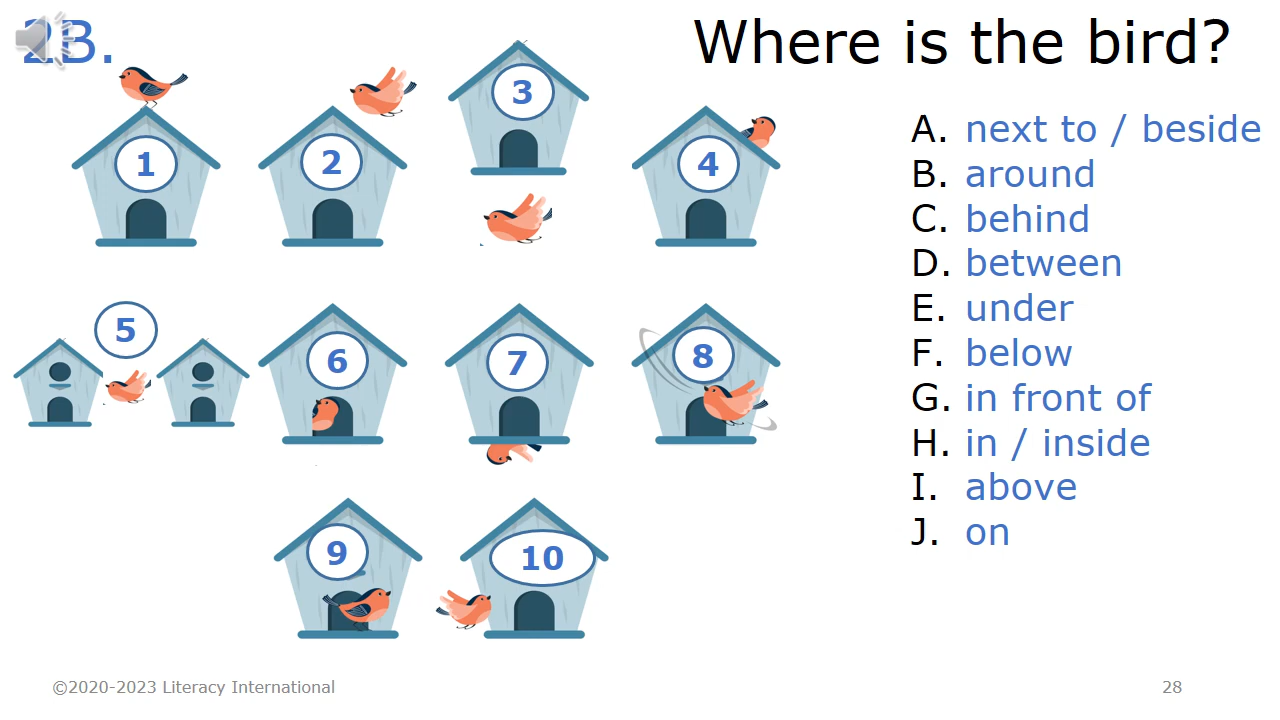 2B.
Where is the bird?
1
2
3
4
5
6
7
8
9
10
A. next to / beside
B. around
C. behind
D. between
E. under
F. below
G. in front of
H. in / inside
I. above
J. on
©2020-2023 Literacy International
28